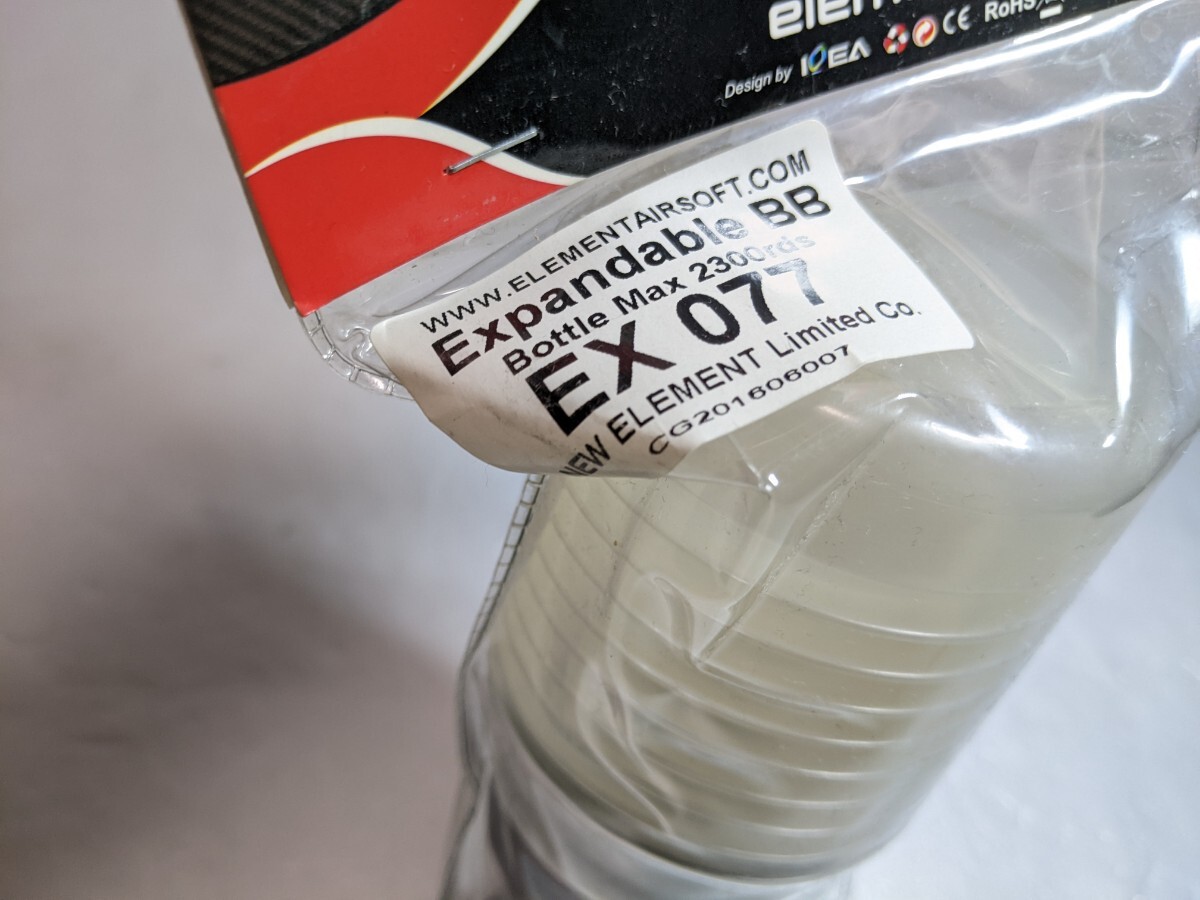 elem
Design by IDEA CE RoHS
WWW.ELEMENTAIRSOFT.COM
Expandable BB
Bottle Max 2300rds
EX 077
NEW ELEMENT Limited Co.
CG201606007